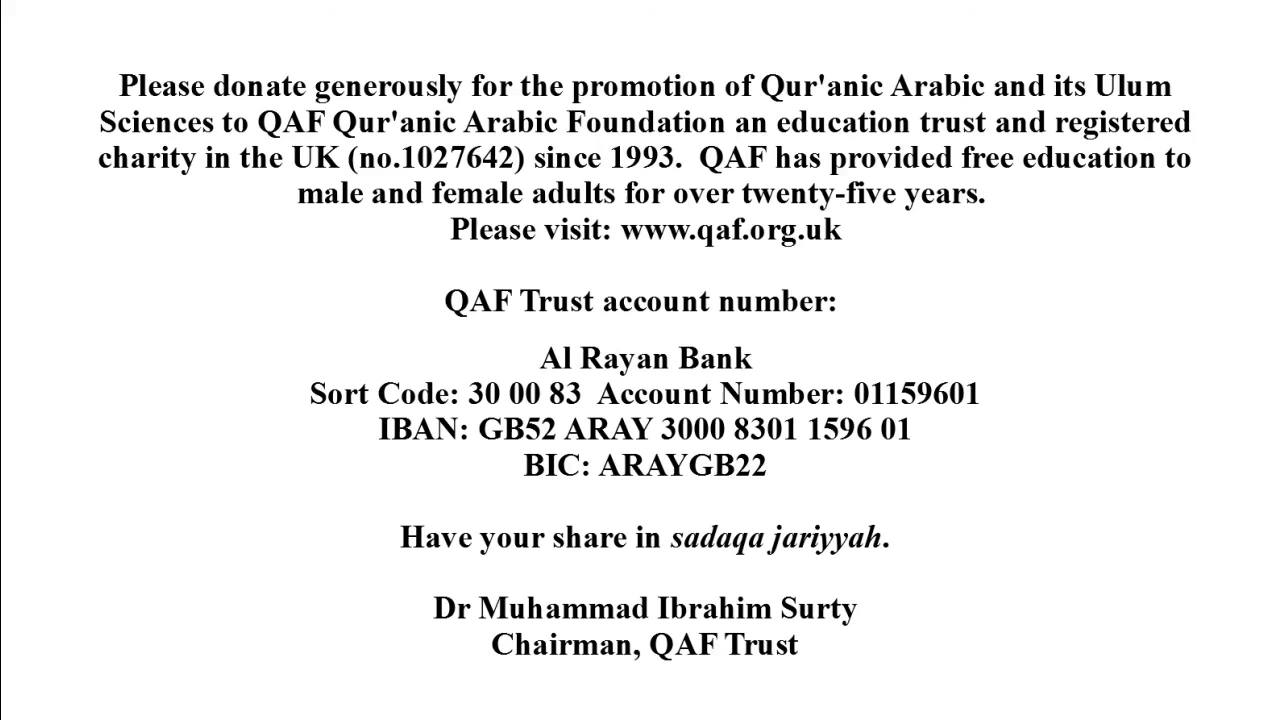 Please donate generously for the promotion of Qur'anic Arabic and its Ulum
Sciences to QAF Qur'anic Arabic Foundation an education trust and registered
charity in the UK (no.1027642) since 1993.  QAF has provided free education to
male and female adults for over twenty-five years.
Please visit: www.qaf.org.uk
QAF Trust account number:
Al Rayan Bank
Sort Code: 30 00 83  Account Number: 01159601
IBAN: GB52 ARAY 3000 8301 1596 01
BIC: ARAYGB22
Have your share in sadaqa jariyyah.
Dr Muhammad Ibrahim Surty
Chairman, QAF Trust